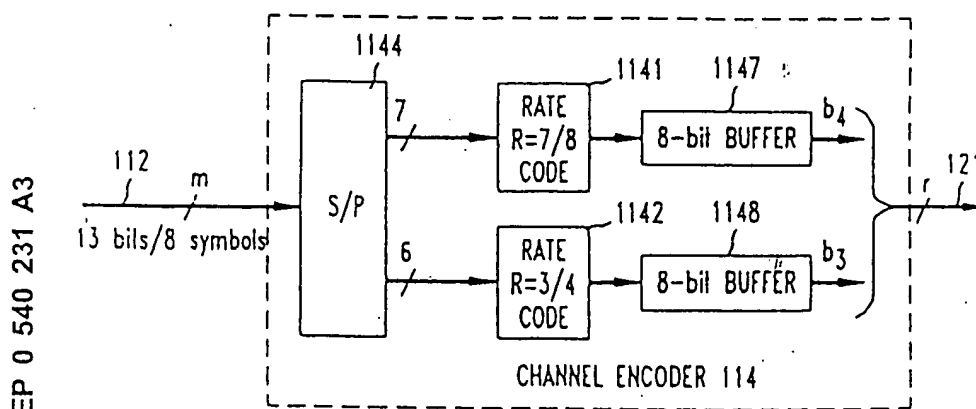 EP 0 540 231 A3
1144
1141
1147
7
RATE
R=7/8
CODE
8-bit BUFFER
b4
112
m
S/P
r
121
13 bits/8 symbols
1142
1148
6
RATE
R=3/4
CODE
8-bit BUFFER
b3
CHANNEL ENCODER 114